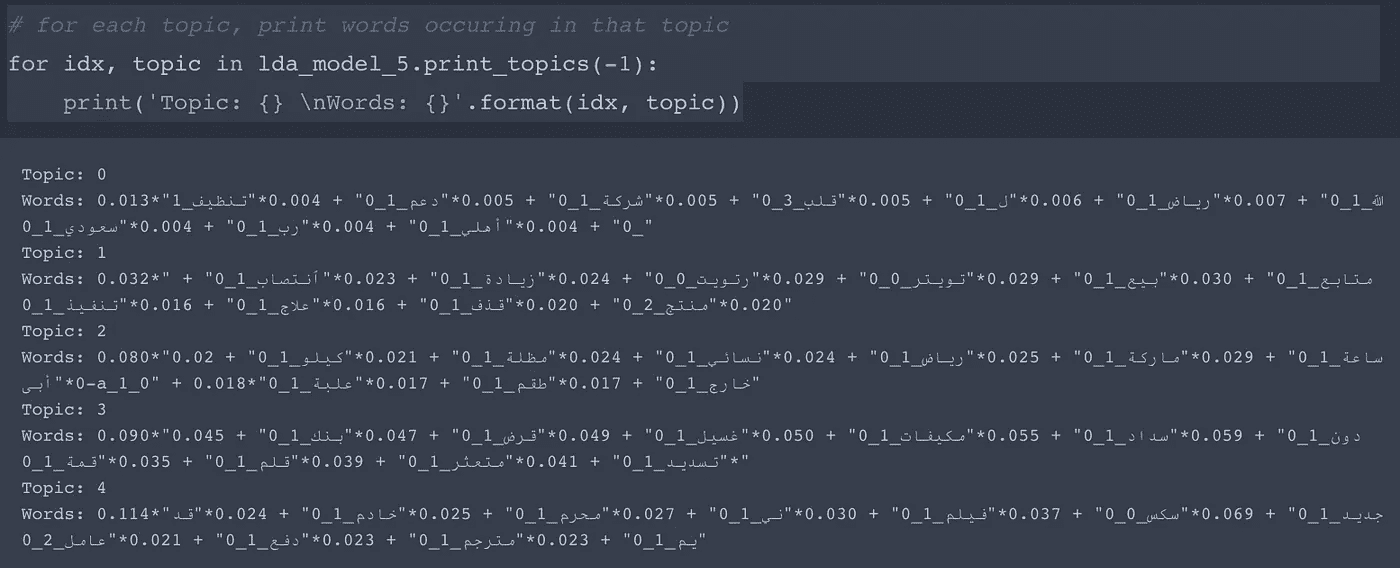 # for each topic, print words occuring in that topic
for idx, topic in lda_model_5.print_topics(-1):
    print('Topic: {} \nWords: {}'.format(idx, topic))
Topic: 0
Words: 0.013*"الله_1_0" + 0.007*"رياض_1_0" + 0.006*"ل_1_0" + 0.005*"قلب_3_0" + 0.005*"شركة_1_0" + 0.005*"دعم_1_0" + 0.004*"تنظيف_1
_0" + 0.004*"أهلي_1_0" + 0.004*"رب_1_0" + 0.004*"سعودي_1_0"
Topic: 1
Words: 0.032*"متابع_1_0" + 0.030*"بيع_1_0" + 0.029*"تويتر_0_0" + 0.029*"رتويت_0_0" + 0.024*"زيادة_1_0" + 0.023*"ٱنتصاب_1_0" +
0.020*"منتج_2_0" + 0.020*"قذف_1_0" + 0.016*"علاج_1_0" + 0.016*"تنفيذ_1_0"
Topic: 2
Words: 0.080*"ساعة_1_0" + 0.029*"ماركة_1_0" + 0.025*"رياض_1_0" + 0.024*"نسائي_1_0" + 0.024*"مظلة_1_0" + 0.021*"كيلو_1_0" + 0.02
0*"أبى-a_1_0" + 0.018*"علبة_1_0" + 0.017*"طقم_1_0" + 0.017*"خارج_1_0"
Topic: 3
Words: 0.090*"دون_1_0" + 0.059*"سداد_1_0" + 0.055*"مكيفات_1_0" + 0.050*"غسيل_1_0" + 0.049*"قرض_1_0" + 0.047*"بنك_1_0" + 0.045
*"تسديد_1_0" + 0.041*"متعثر_1_0" + 0.039*"قلم_1_0" + 0.035*"قمة_1_0"
Topic: 4
Words: 0.114*"جديد_1_0" + 0.069*"سكس_0_0" + 0.037*"فيلم_1_0" + 0.030*"ني_1_0" + 0.027*"محرم_1_0" + 0.025*"خادم_1_0" + 0.024*"قد
يم_1_0" + 0.023*"مترجم_1_0" + 0.023*"دفع_1_0" + 0.021*"عامل_2_0"